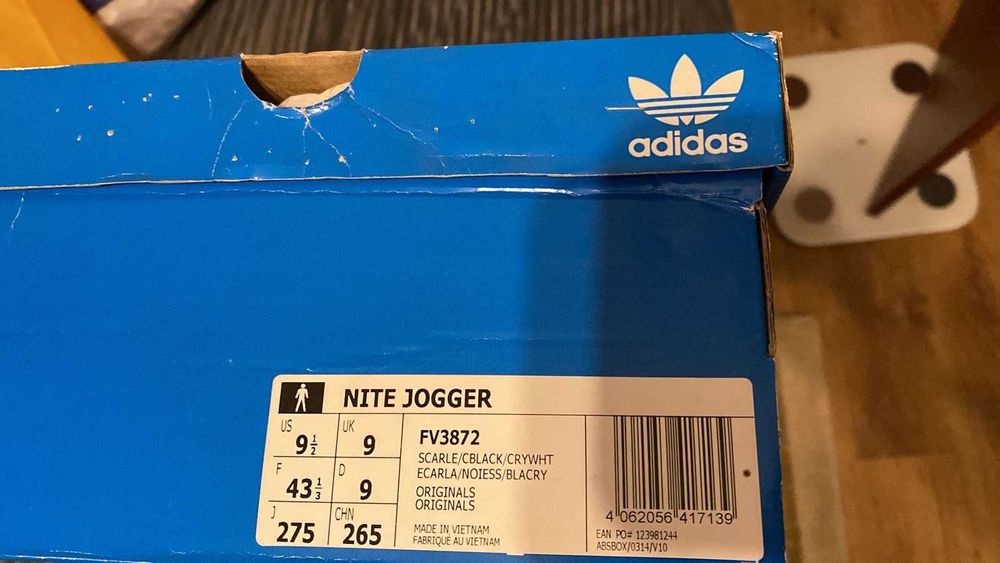 adidas
NITE JOGGER
US
9 1/2
UK
9
F
43 1/3
D
9
J
275
CHN
265
FV3872
SCARLE/CBLACK/CRYWHT
ECARLA/NOIESS/BLACRY
ORIGINALS
ORIGINALS
MADE IN VIETNAM
FABRIQUÉ AU VIETNAM
4 062056 417139
EAN PO# 123981244
ABSBOX/0314/V10